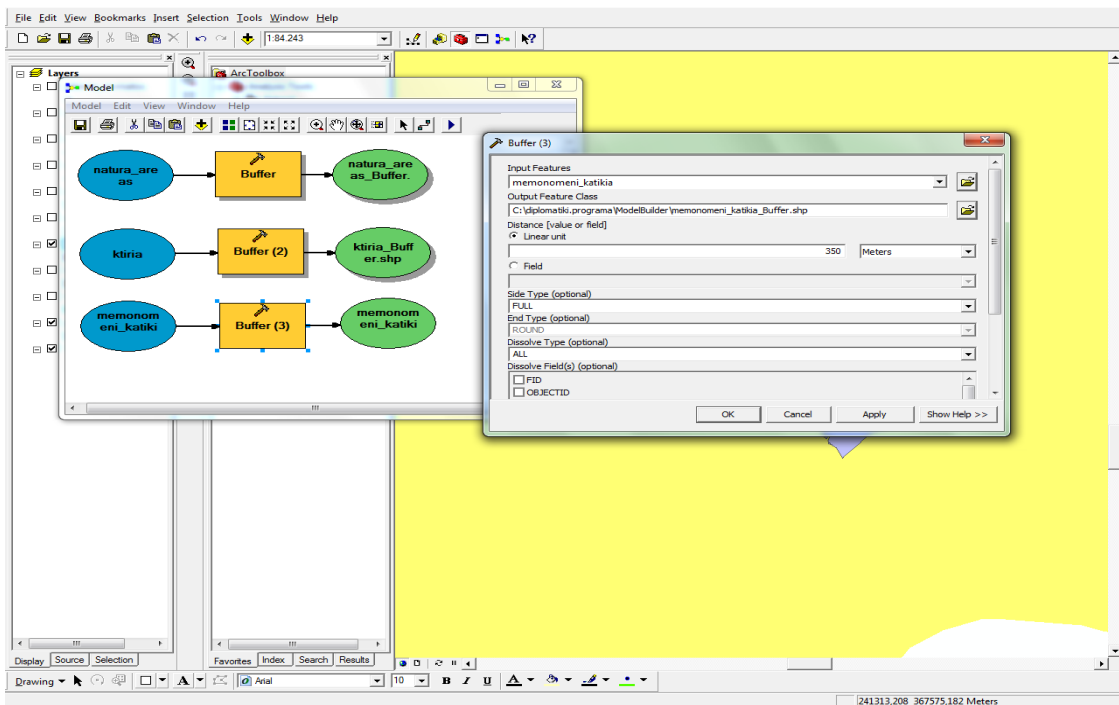 File Edit View Bookmarks Insert Selection Tools Window Help
1:84.243
Layers
ArcToolbox
Model
Model Edit View Window Help
natura_are
as
Buffer
natura_are
as_Buffer.
ktiria
Buffer (2)
ktiria_Buff
er.shp
memonom
eni_katiki
Buffer (3)
memonom
eni_katiki
Buffer (3)
Input Features
memonomeni_katikia
Output Feature Class
C:\diplomatiki.programa\ModelBuilder\memonomeni_katikia_Buffer.shp
Distance [value or field]
Linear unit
350 Meters
Field
Side Type (optional)
FULL
End Type (optional)
ROUND
Dissolve Type (optional)
ALL
Dissolve Field(s) (optional)
FID
OBJECTID
OK Cancel Apply Show Help >>
Display Source Selection
Favorites Index Search Results
Drawing Arial 10 B I U A
241313,208 367575,182 Meters